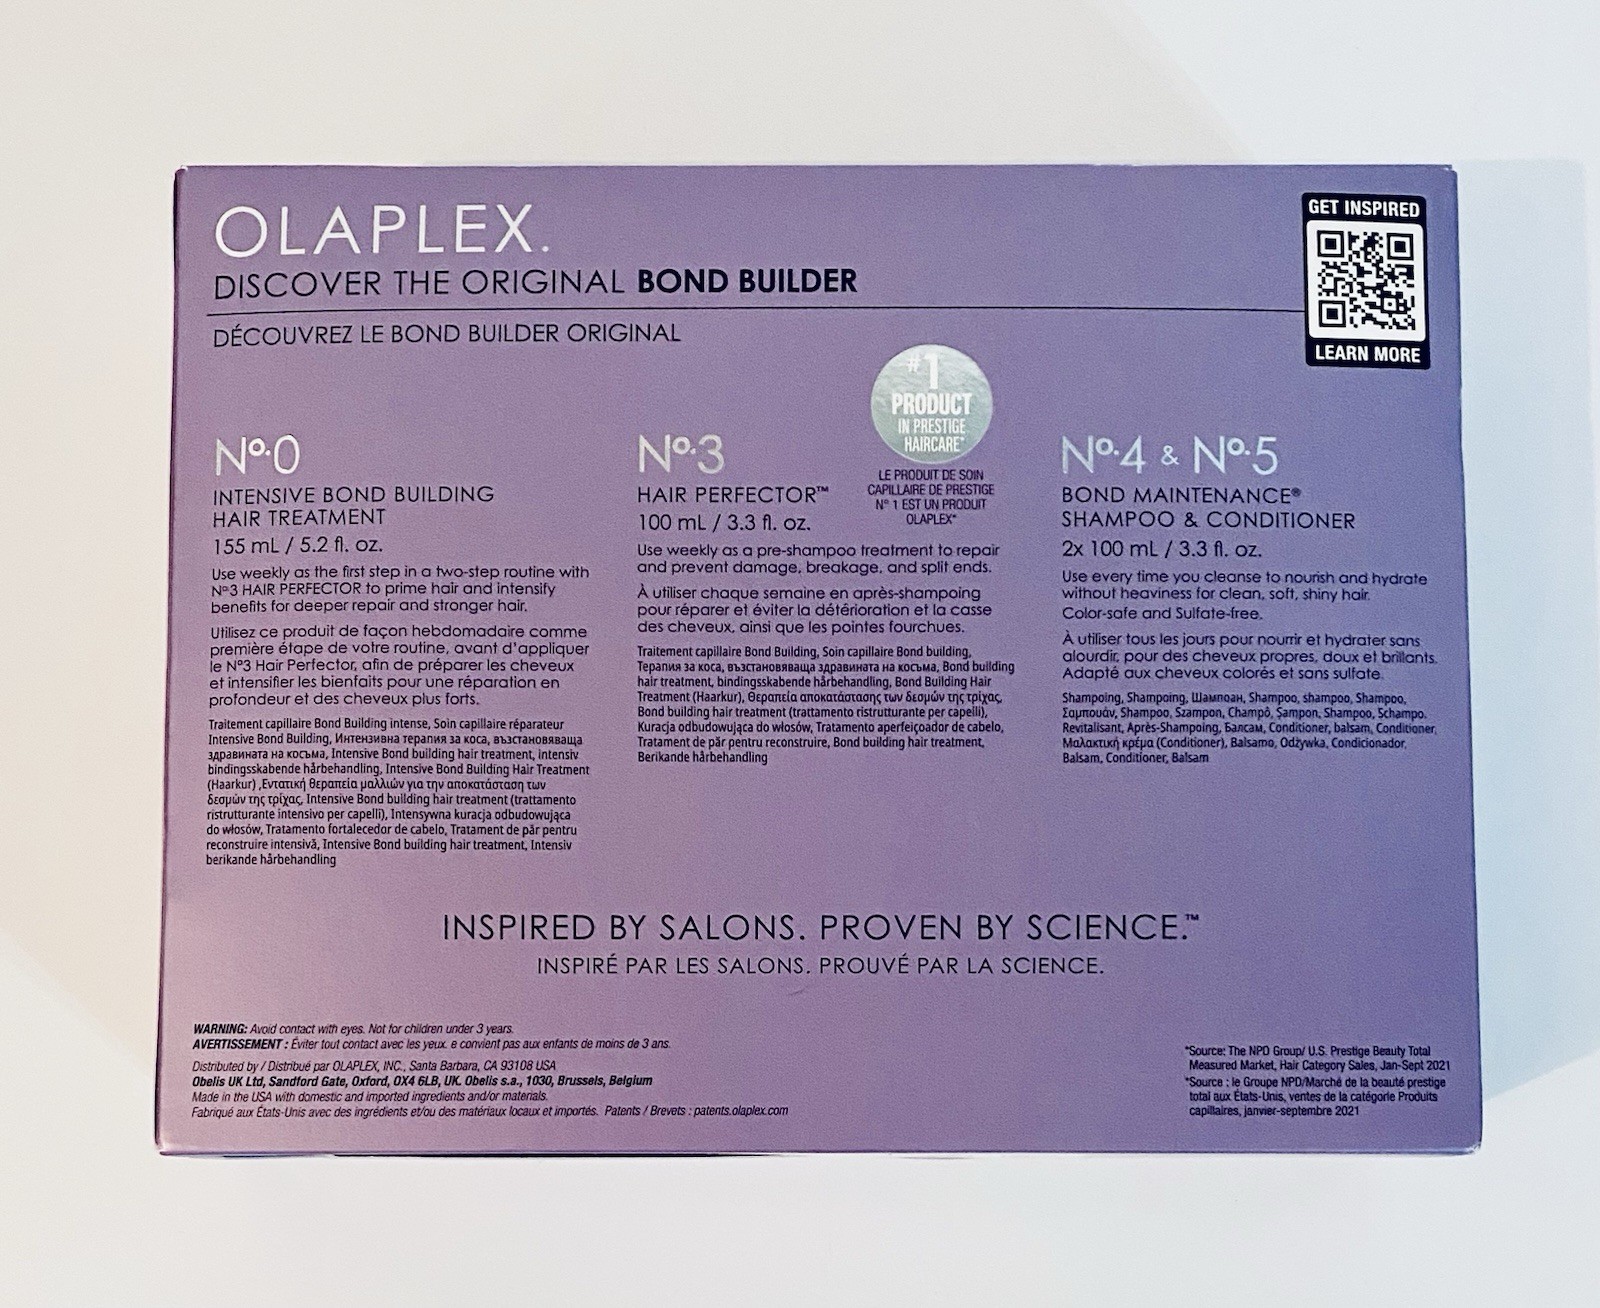 OLAPLEX.
DISCOVER THE ORIGINAL BOND BUILDER
DÉCOUVREZ LE BOND BUILDER ORIGINAL
GET INSPIRED
LEARN MORE
Nº.0
INTENSIVE BOND BUILDING
HAIR TREATMENT
155 mL / 5.2 fl. oz.
Use weekly as the first step in a two-step routine with
Nº3 HAIR PERFECTOR to prime hair and intensify
benefits for deeper repair and stronger hair.
Utilisez ce produit de façon hebdomadaire comme
première étape de votre routine, avant d'appliquer
le Nº3 Hair Perfector, afin de préparer les cheveux
et intensifier les bienfaits pour une réparation en
profondeur et des cheveux plus forts.
Traitement capillaire Bond Building intense, Soin capillaire réparateur
Intensive Bond Building, Интензивна терапия за коса, възстановяваща
здравината на косъма, Intensive Bond building hair treatment, intensiv
bindingsskabende hårbehandling, Intensive Bond Building Hair Treatment
(Haarkur) ,Εντατική θεραπεία μαλλιών για την αποκατάσταση των
δεσμών της τρίχας, Intensive Bond building hair treatment (trattamento
ristrutturante intensivo per capelli), Intensywna kuracja odbudowująca
do włosów, Tratamento fortalecedor de cabelo, Tratament de păr pentru
reconstruire intensivă, Intensive Bond building hair treatment, Intensiv
berikande hårbehandling
Nº.3
HAIR PERFECTOR™
100 mL / 3.3 fl. oz.
#1
PRODUCT
IN PRESTIGE
HAIRCARE*
LE PRODUIT DE SOIN
CAPILLAIRE DE PRESTIGE
N° 1 EST UN PRODUIT
OLAPLEX*
Use weekly as a pre-shampoo treatment to repair
and prevent damage, breakage, and split ends.
À utiliser chaque semaine en après-shampoing
pour réparer et éviter la détérioration et la casse
des cheveux, ainsi que les pointes fourchues.
Traitement capillaire Bond Building, Soin capillaire Bond building,
Терапия за коса, възстановяваща здравината на косъма, Bond building
hair treatment, bindingsskabende hårbehandling, Bond Building Hair
Treatment (Haarkur), Θεραπεία αποκατάστασης των δεσμών της τρίχας,
Bond building hair treatment (trattamento ristrutturante per capelli),
Kuracja odbudowująca do włosów, Tratamento aperfeiçoador de cabelo,
Tratament de păr pentru reconstruire, Bond building hair treatment,
Berikande hårbehandling
Nº.4 & Nº.5
BOND MAINTENANCE®
SHAMPOO & CONDITIONER
2x 100 mL / 3.3 fl. oz.
Use every time you cleanse to nourish and hydrate
without heaviness for clean, soft, shiny hair.
Color-safe and Sulfate-free.
À utiliser tous les jours pour nourrir et hydrater sans
alourdir, pour des cheveux propres, doux et brillants.
Adapté aux cheveux colorés et sans sulfate.
Shampoing, Shampoing, Шампоан, Shampoo, shampoo, Shampoo,
Σαμπουάν, Shampoo, Szampon, Champô, Șampon, Shampoo, Schampo.
Revitalisant, Après-Shampoing, Балсам, Conditioner, balsam, Conditioner,
Μαλακτική κρέμα (Conditioner), Balsamo, Odżywka, Condicionador,
Balsam, Conditioner, Balsam
INSPIRED BY SALONS. PROVEN BY SCIENCE.™
INSPIRÉ PAR LES SALONS. PROUVÉ PAR LA SCIENCE.
WARNING: Avoid contact with eyes. Not for children under 3 years.
AVERTISSEMENT : Éviter tout contact avec les yeux. e convient pas aux enfants de moins de 3 ans.
Distributed by / Distribué par OLAPLEX, INC., Santa Barbara, CA 93108 USA
Obelis UK Ltd, Sandford Gate, Oxford, OX4 6LB, UK. Obelis s.a., 1030, Brussels, Belgium
Made in the USA with domestic and imported ingredients and/or materials.
Fabriqué aux États-Unis avec des ingrédients et/ou des matériaux locaux et importés. Patents / Brevets : patents.olaplex.com
*Source: The NPD Group/ U.S. Prestige Beauty Total
Measured Market, Hair Category Sales, Jan-Sept 2021
*Source : le Groupe NPD/Marché de la beauté prestige
total aux États-Unis, ventes de la catégorie Produits
capillaires, janvier-septembre 2021